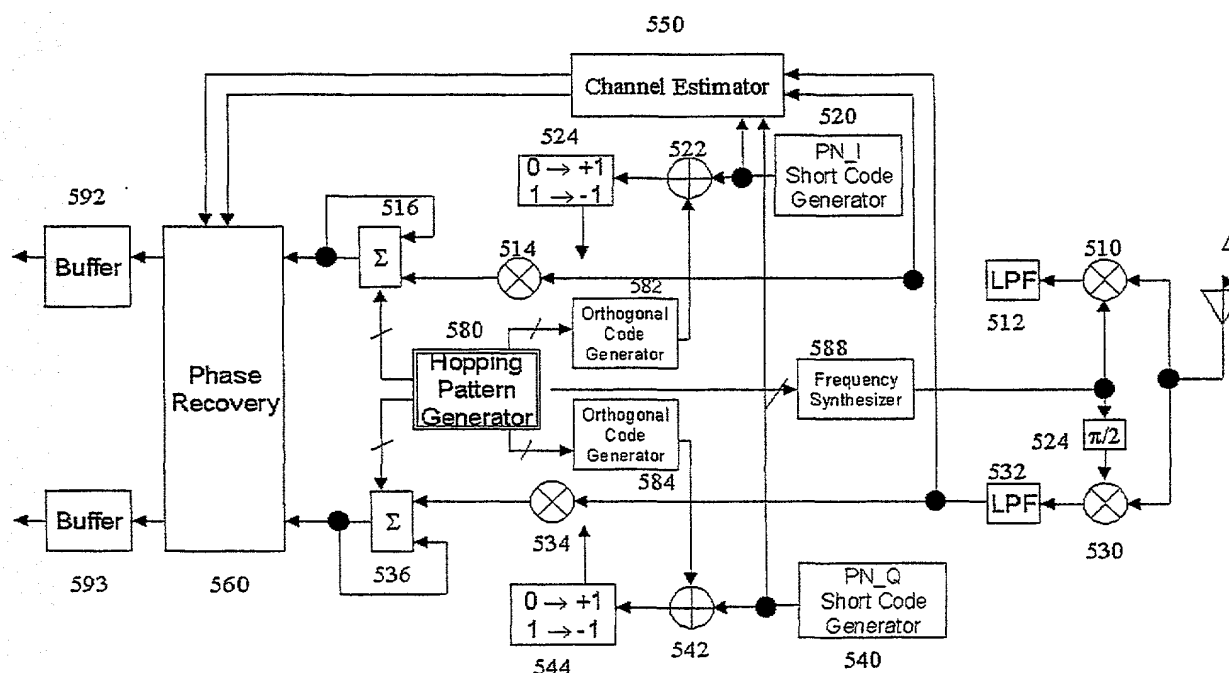 550
Channel Estimator
520
PN_I
Short Code
Generator
524
0 → +1
1 → -1
522
592
Buffer
516
Σ
514
510
LPF
512
582
Orthogonal
Code
Generator
580
Hopping
Pattern
Generator
588
Frequency
Synthesizer
Phase
Recovery
Orthogonal
Code
Generator
584
524
π/2
532
LPF
530
534
Buffer
593
560
Σ
536
0 → +1
1 → -1
544
542
PN_Q
Short Code
Generator
540